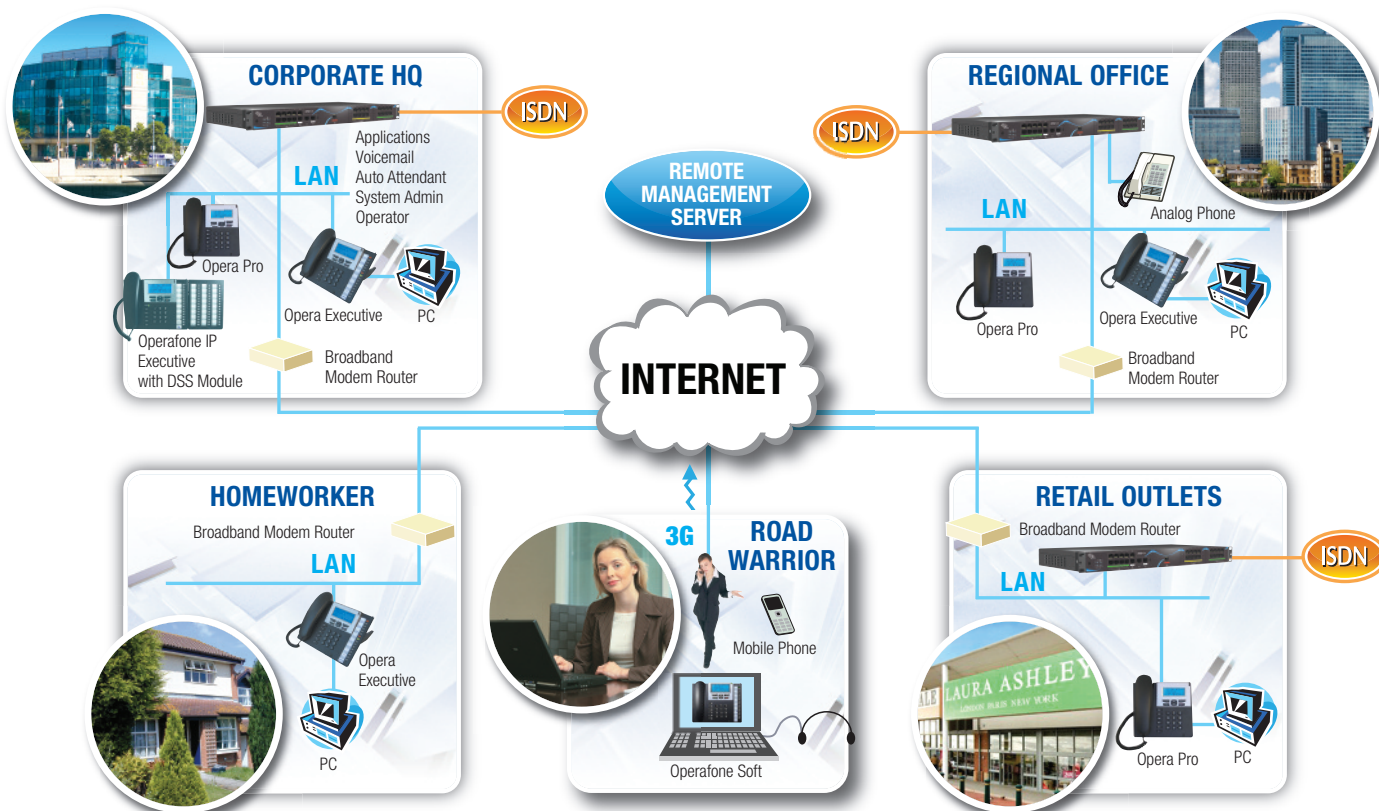 CORPORATE HQ
ISDN
Applications
Voicemail
Auto Attendant
System Admin
Operator
LAN
Opera Pro
Opera Executive
PC
Operafone IP
Executive
with DSS Module
Broadband
Modem Router
REMOTE
MANAGEMENT
SERVER
INTERNET
REGIONAL OFFICE
ISDN
LAN
Analog Phone
Opera Pro
Opera Executive
PC
Broadband
Modem Router
HOMEWORKER
Broadband Modem Router
LAN
Opera
Executive
PC
3G
ROAD
WARRIOR
Mobile Phone
Operafone Soft
RETAIL OUTLETS
Broadband Modem Router
ISDN
LAN
ALE
LAURA ASHLEY
LONDON PARIS NEW YORK
Opera Pro
PC